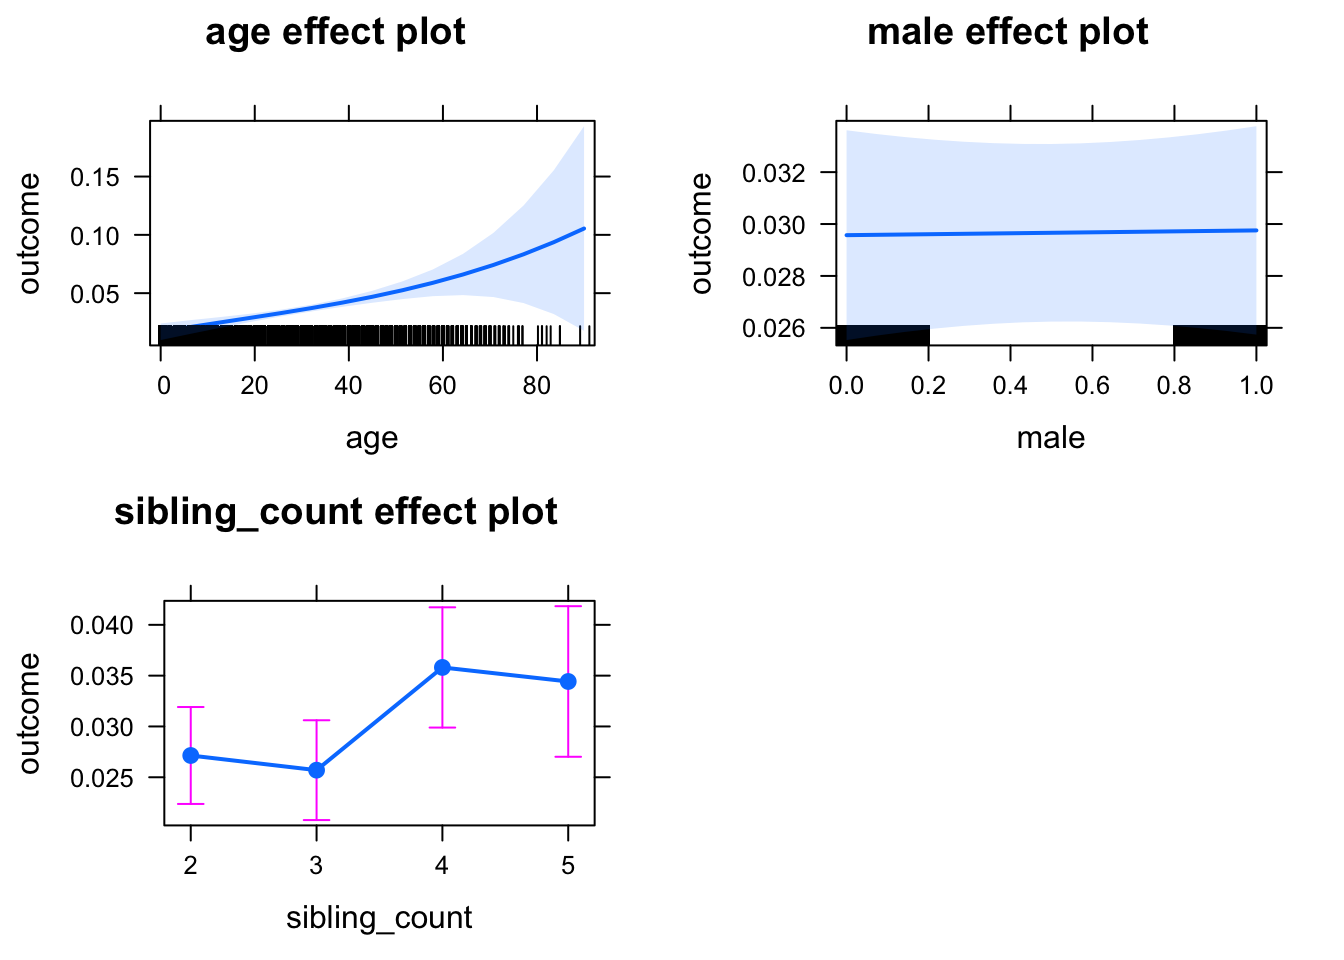 age effect plot
outcome
0.15
0.10
0.05
0 20 40 60 80
age
male effect plot
outcome
0.032
0.030
0.028
0.026
0.0 0.2 0.4 0.6 0.8 1.0
male
sibling_count effect plot
outcome
0.040
0.035
0.030
0.025
2 3 4 5
sibling_count